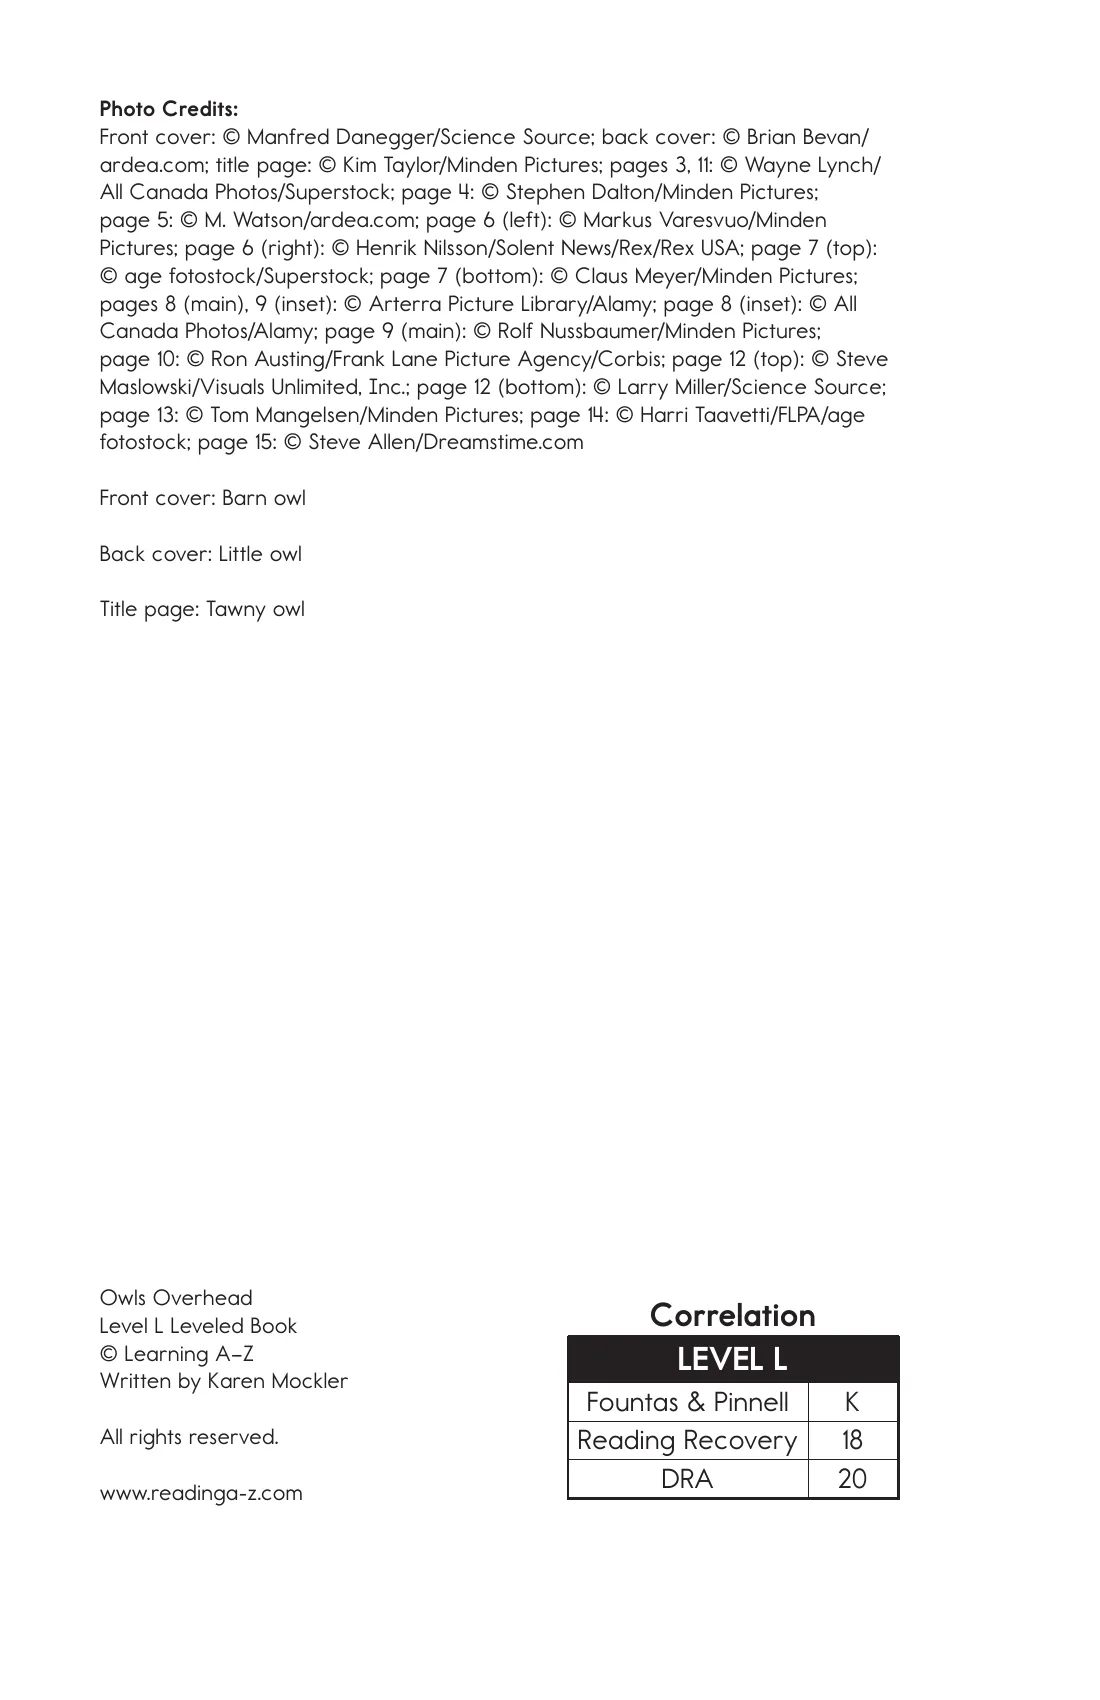 Photo Credits:
Front cover: © Manfred Danegger/Science Source; back cover: © Brian Bevan/
ardea.com; title page: © Kim Taylor/Minden Pictures; pages 3, 11: © Wayne Lynch/
All Canada Photos/Superstock; page 4: © Stephen Dalton/Minden Pictures;
page 5: © M. Watson/ardea.com; page 6 (left): © Markus Varesvuo/Minden
Pictures; page 6 (right): © Henrik Nilsson/Solent News/Rex/Rex USA; page 7 (top):
© age fotostock/Superstock; page 7 (bottom): © Claus Meyer/Minden Pictures;
pages 8 (main), 9 (inset): © Arterra Picture Library/Alamy; page 8 (inset): © All
Canada Photos/Alamy; page 9 (main): © Rolf Nussbaumer/Minden Pictures;
page 10: © Ron Austing/Frank Lane Picture Agency/Corbis; page 12 (top): © Steve
Maslowski/Visuals Unlimited, Inc.; page 12 (bottom): © Larry Miller/Science Source;
page 13: © Tom Mangelsen/Minden Pictures; page 14: © Harri Taavetti/FLPA/age
fotostock; page 15: © Steve Allen/Dreamstime.com
Front cover: Barn owl
Back cover: Little owl
Title page: Tawny owl
Owls Overhead
Level L Leveled Book
© Learning A–Z
Written by Karen Mockler
All rights reserved.
www.readinga-z.com
Correlation
LEVEL L
Fountas & Pinnell K
Reading Recovery 18
DRA 20